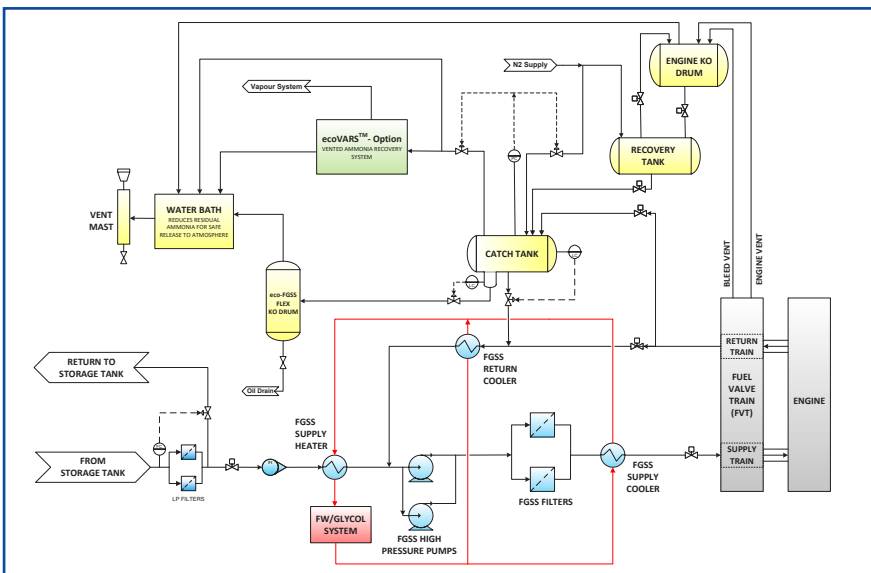 N2 Supply
ENGINE KO
DRUM
Vapour System
ecoVARS™ - Option
VENTED AMMONIA RECOVERY
SYSTEM
PC
RECOVERY
TANK
VENT
MAST
WATER BATH
REDUCES RESIDUAL
AMMONIA FOR SAFE
RELEASE TO ATMOSPHERE
CATCH TANK
LC
LC
BLEED VENT
ENGINE VENT
eco-FGSS
FLEX
KO DRUM
RETURN TO
STORAGE TANK
Oil Drain
FGSS
RETURN
COOLER
RETURN
TRAIN
FUEL
VALVE
TRAIN
(FVT)
ENGINE
SUPPLY
TRAIN
FGSS
SUPPLY
HEATER
FROM
STORAGE TANK
LP FILTERS
FW/GLYCOL
SYSTEM
FGSS HIGH
PRESSURE PUMPS
FGSS FILTERS
FGSS
SUPPLY
COOLER